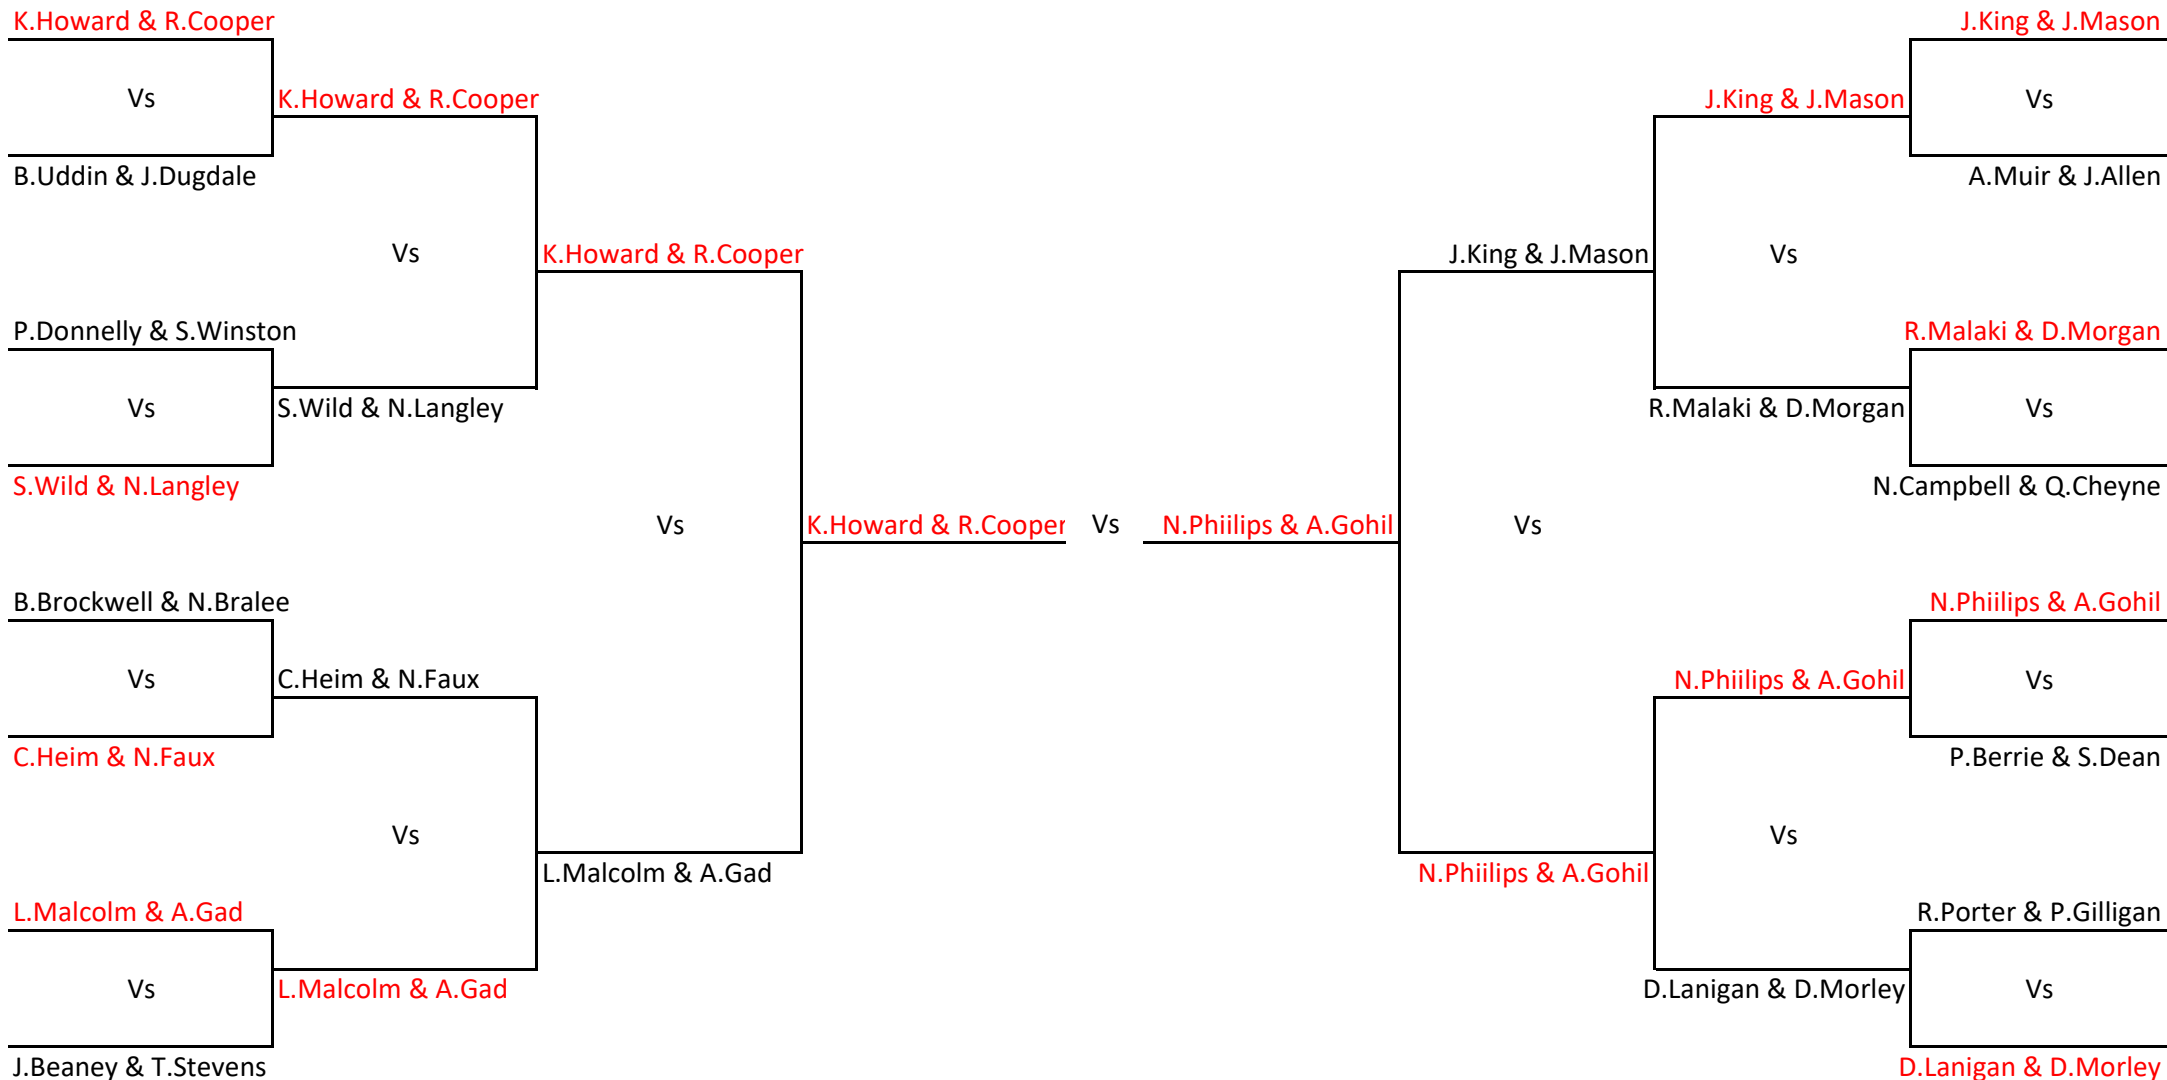 K.Howard & R.Cooper
J.King & J.Mason
Vs
K.Howard & R.Cooper
J.King & J.Mason
Vs
B.Uddin & J.Dugdale
A.Muir & J.Allen
Vs
K.Howard & R.Cooper
J.King & J.Mason
Vs
P.Donnelly & S.Winston
R.Malaki & D.Morgan
Vs
S.Wild & N.Langley
R.Malaki & D.Morgan
Vs
S.Wild & N.Langley
N.Campbell & Q.Cheyne
Vs
K.Howard & R.Cooper
Vs
N.Phiilips & A.Gohil
Vs
B.Brockwell & N.Bralee
N.Phiilips & A.Gohil
Vs
C.Heim & N.Faux
N.Phiilips & A.Gohil
Vs
C.Heim & N.Faux
P.Berrie & S.Dean
Vs
Vs
L.Malcolm & A.Gad
N.Phiilips & A.Gohil
L.Malcolm & A.Gad
R.Porter & P.Gilligan
Vs
L.Malcolm & A.Gad
D.Lanigan & D.Morley
Vs
J.Beaney & T.Stevens
D.Lanigan & D.Morley